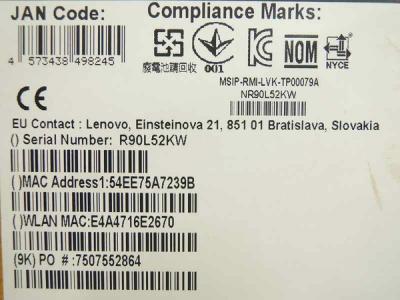 JAN Code:
Compliance Marks:
4 573438 498245
廢電池請回收
001
NOM
NYCE
MSIP-RMI-LVK-TP00079A
NR90L52KW
CE
EU Contact : Lenovo, Einsteinova 21, 851 01 Bratislava, Slovakia
() Serial Number: R90L52KW
( )MAC Address1:54EE75A7239B
( )WLAN MAC:E4A4716E2670
(9K) PO # :7507552864